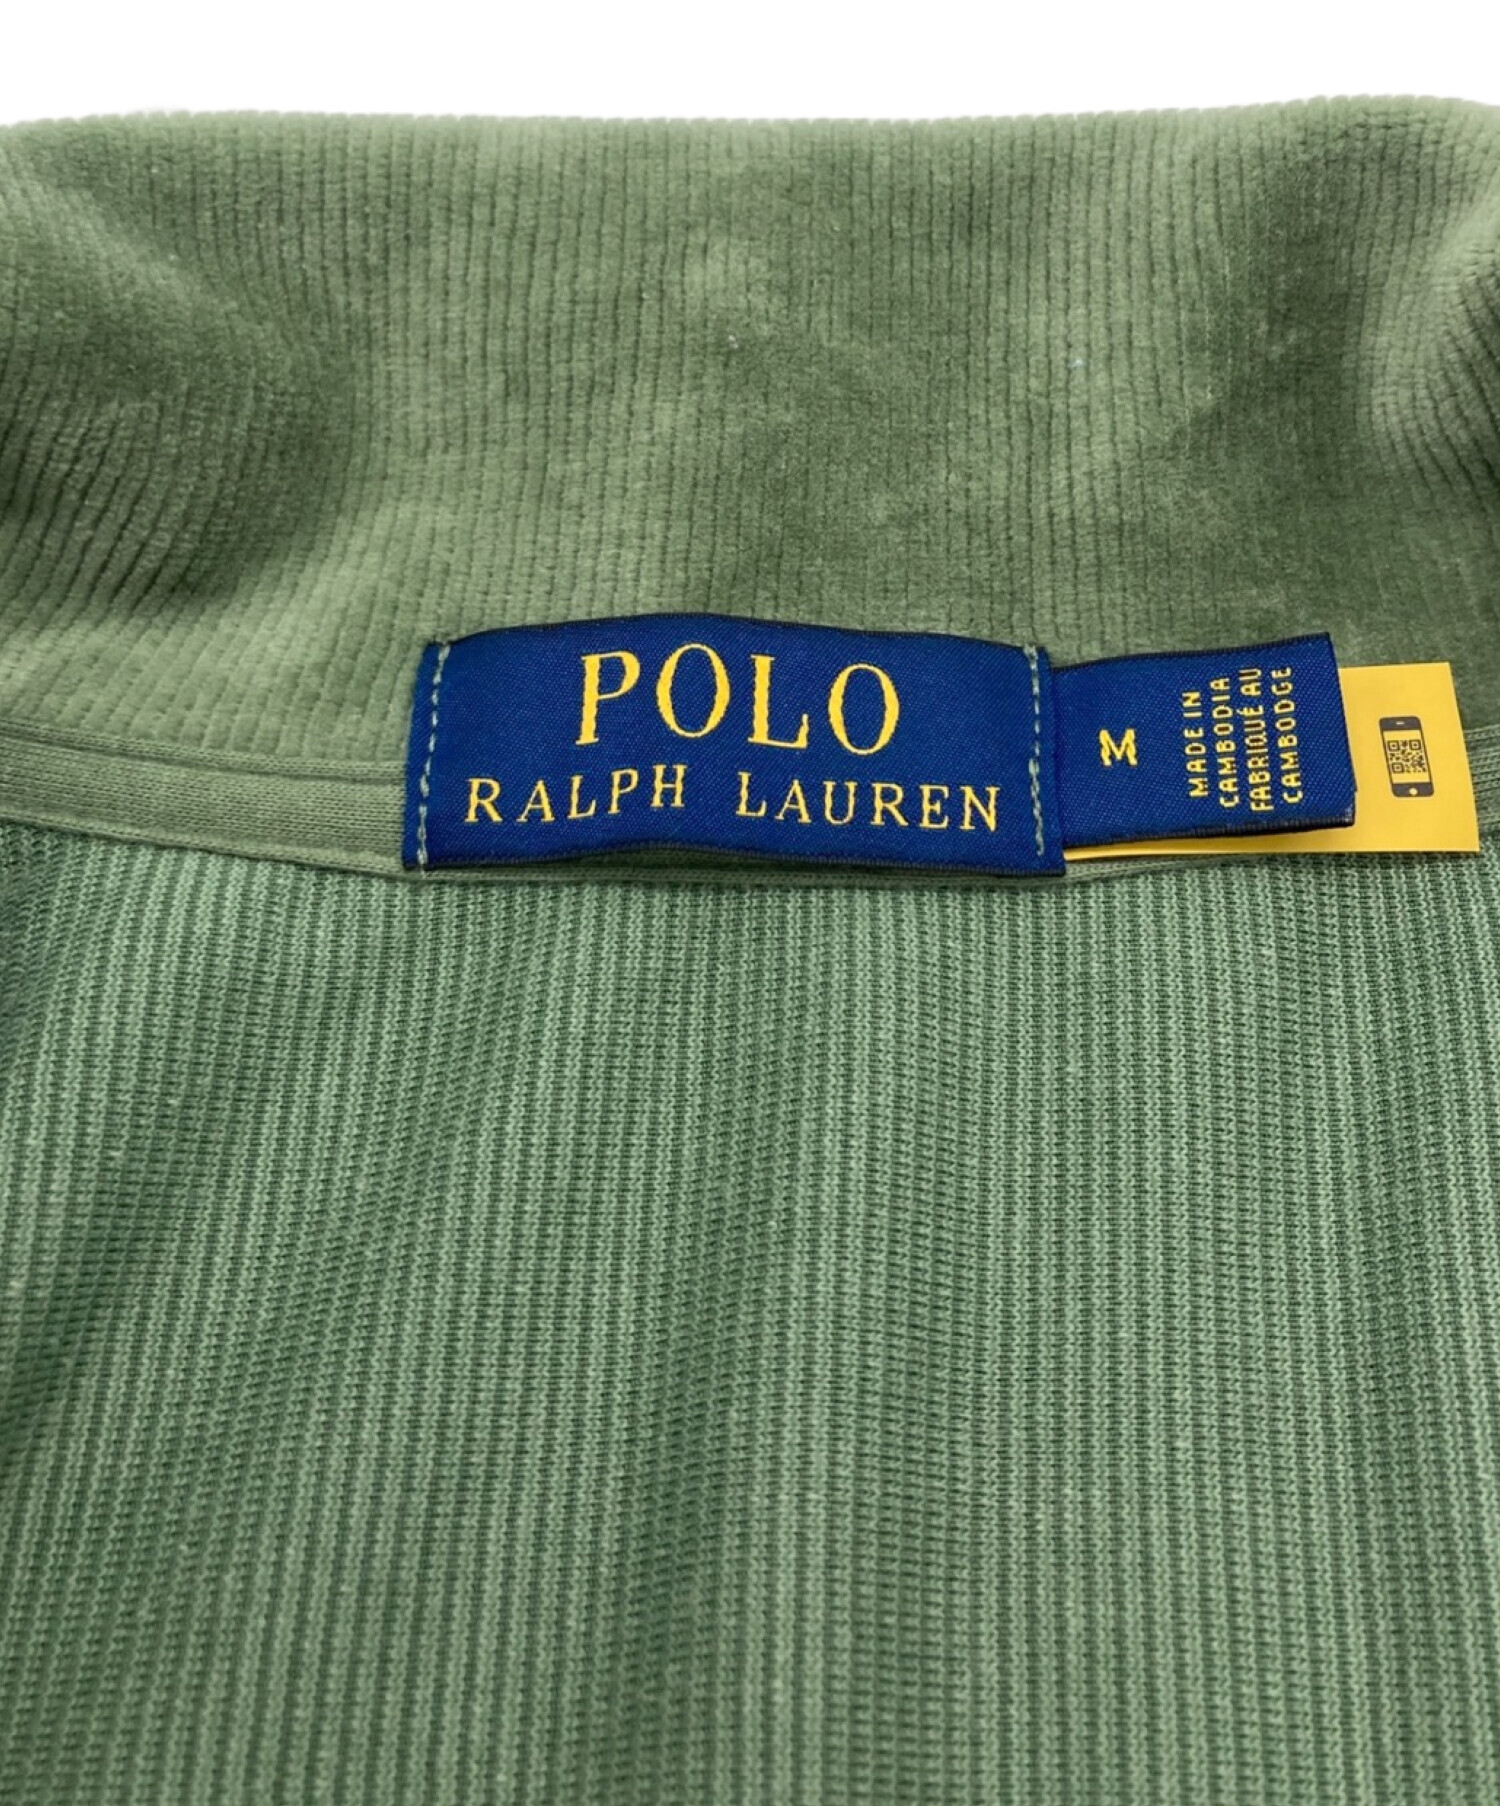 POLO
RALPH LAUREN
M
MADE IN
CAMBODIA
FABRIQUÉ AU
CAMBODGE